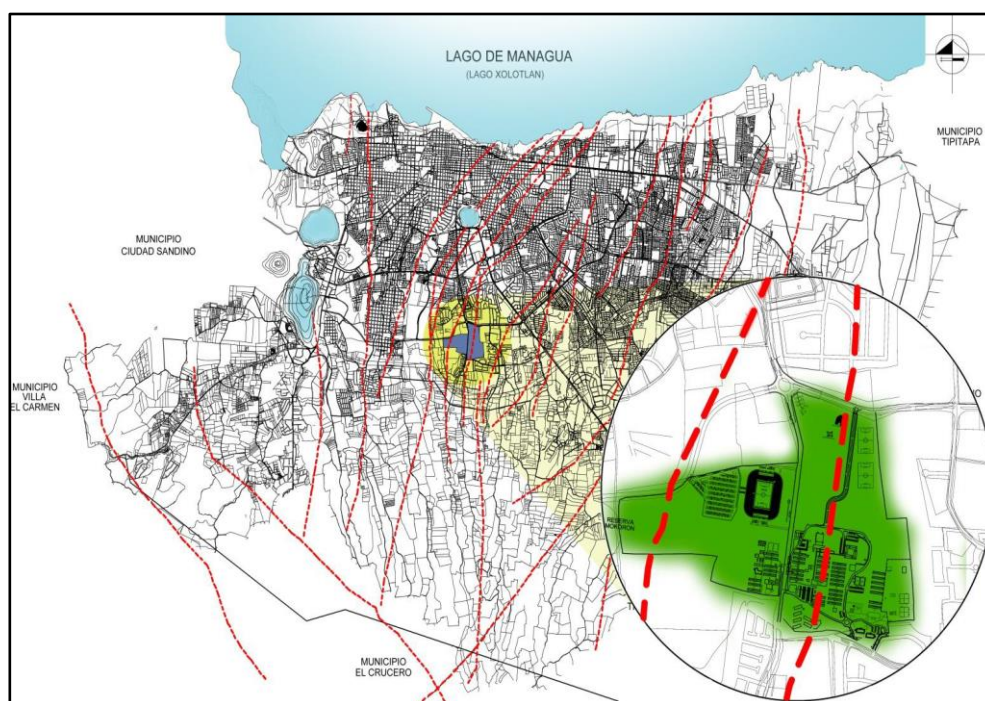 LAGO DE MANAGUA
(LAGO XOLOTLAN)
MUNICIPIO
TIPITAPA
MUNICIPIO
CIUDAD SANDINO
MUNICIPIO
VILLA
EL CARMEN
RESERVA
MUNICIPIO
EL CRUCERO